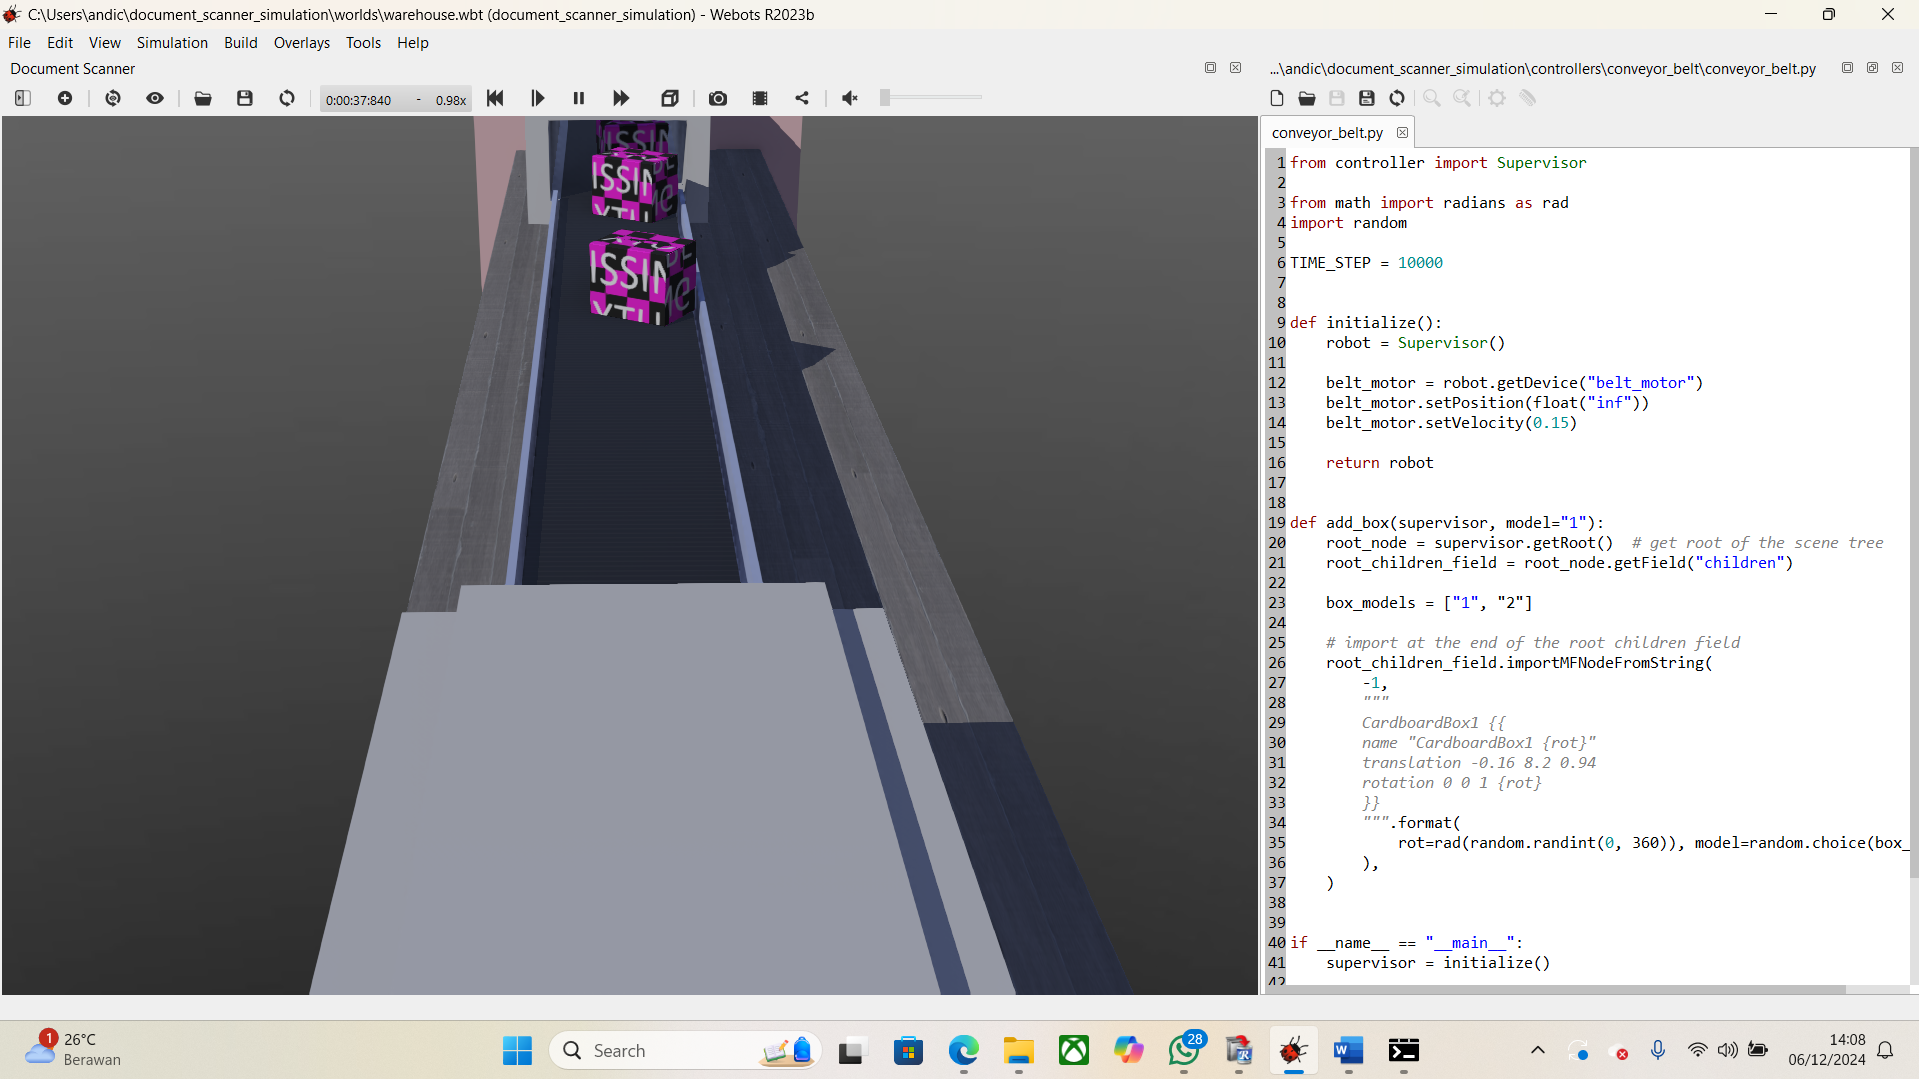 C:\Users\andic\document_scanner_simulation\worlds\warehouse.wbt (document_scanner_simulation) - Webots R2023b
File Edit View Simulation Build Overlays Tools Help
Document Scanner
...\andic\document_scanner_simulation\controllers\conveyor_belt\conveyor_belt.py
0:00:37:840 - 0.98x
conveyor_belt.py
ISSIN
ISSIN
ISSIN
1 from controller import Supervisor
2
3 from math import radians as rad
4 import random
5
6 TIME_STEP = 10000
7
8
9 def initialize():
10 robot = Supervisor()
11
12 belt_motor = robot.getDevice("belt_motor")
13 belt_motor.setPosition(float("inf"))
14 belt_motor.setVelocity(0.15)
15
16 return robot
17
18
19 def add_box(supervisor, model="1"):
20 root_node = supervisor.getRoot()  # get root of the scene tree
21 root_children_field = root_node.getField("children")
22
23 box_models = ["1", "2"]
24
25 # import at the end of the root children field
26 root_children_field.importMFNodeFromString(
27 -1,
28 """
29 CardboardBox1 {{
30 name "CardboardBox1 {rot}"
31 translation -0.16 8.2 0.94
32 rotation 0 0 1 {rot}
33 }}
34 """.format(
35 rot=rad(random.randint(0, 360)), model=random.choice(box_
36 ),
37 )
38
39
40 if __name__ == "__main__":
41 supervisor = initialize()
42
1
26°C
Berawan
Search
28
14:08
06/12/2024